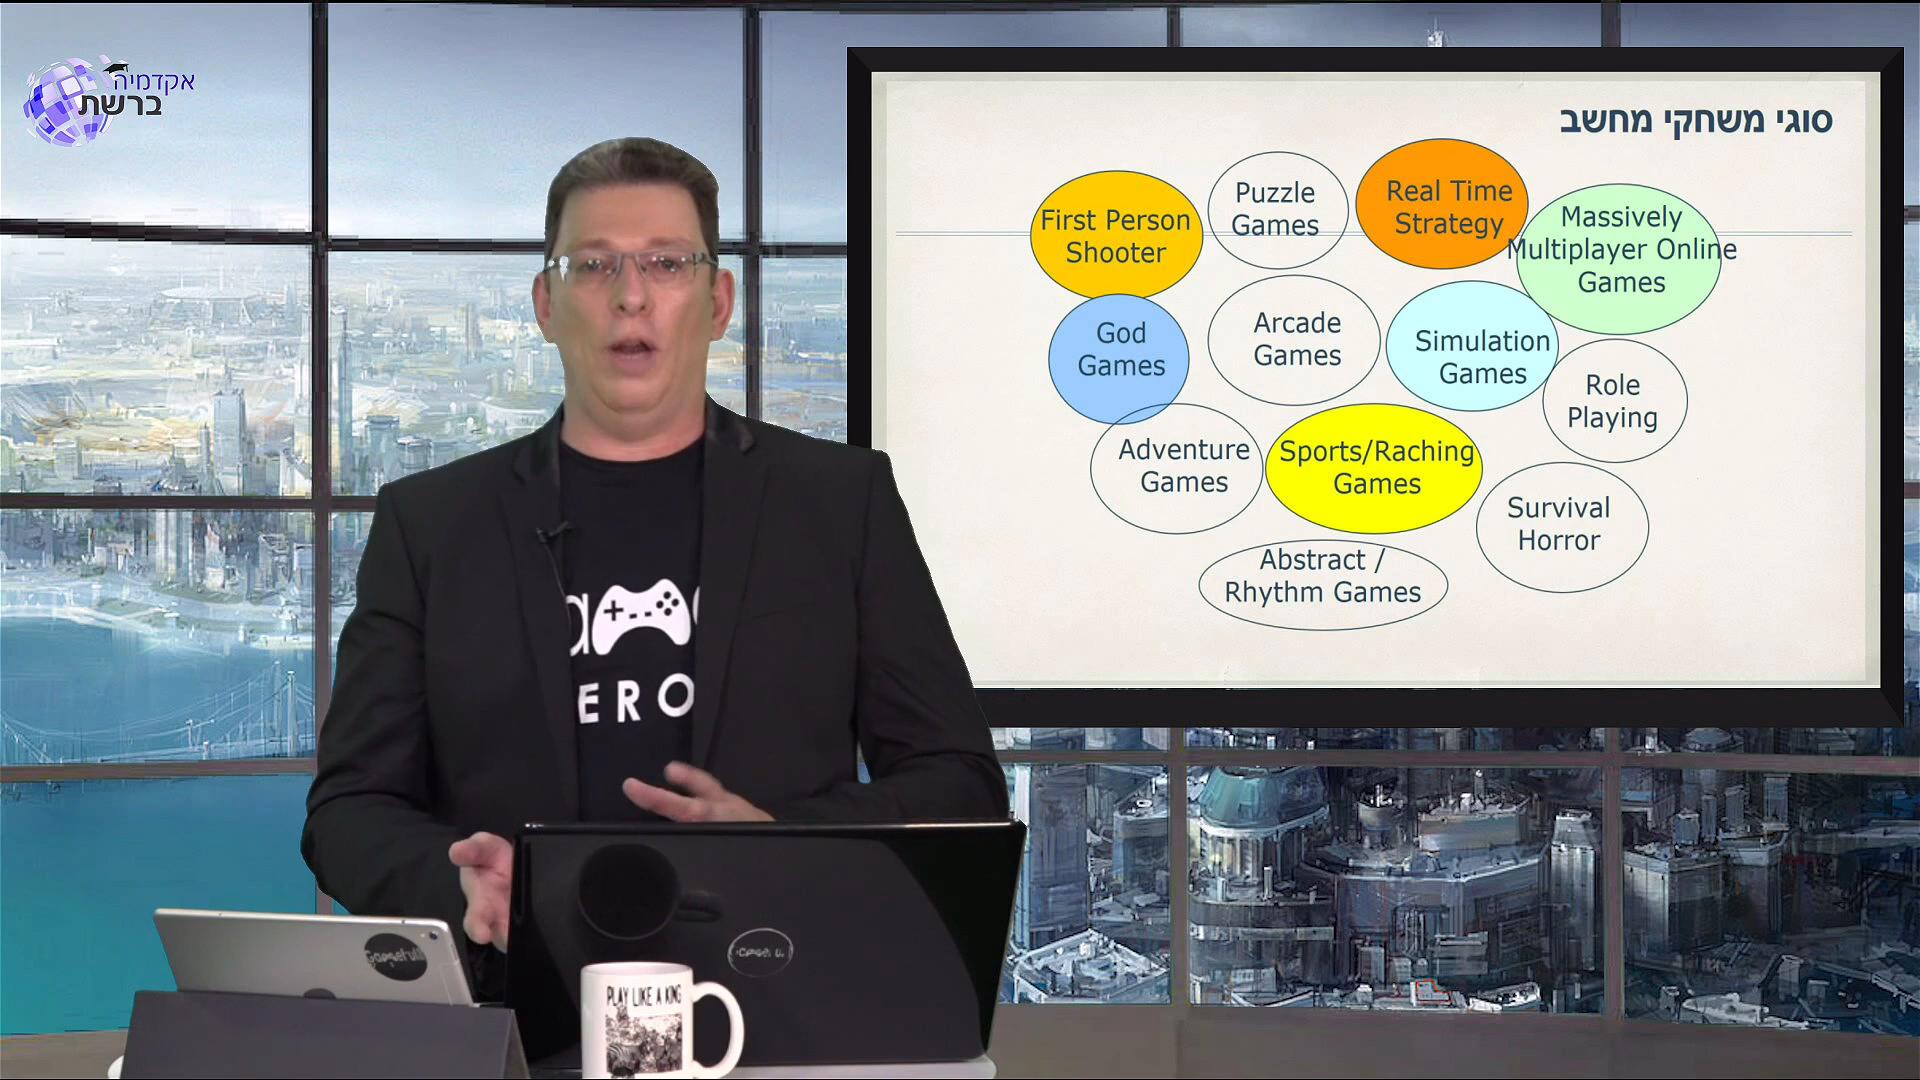 אקדמיה
ברשת
סוגי משחקי מחשב
First Person
Shooter
Puzzle
Games
Real Time
Strategy
Massively
Multiplayer Online
Games
God
Games
Arcade
Games
Simulation
Games
Role
Playing
Adventure
Games
Sports/Raching
Games
Survival
Horror
Abstract /
Rhythm Games
ERO
PLAY LIKE A KING